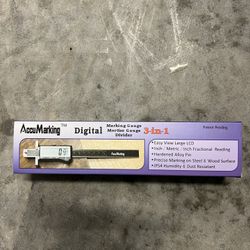 AccuMarking TM
Digital
Marking Gauge
Mortise Gauge
Divider
3-in-1
Patent Pending
• Easy View Large LCD
• Inch / Metric / Inch Fractional Reading
• Hardened Alloy Pin
• Precise Marking on Steel & Wood Surface
• IP54 Humidity & Dust Resistant
AccuMarking